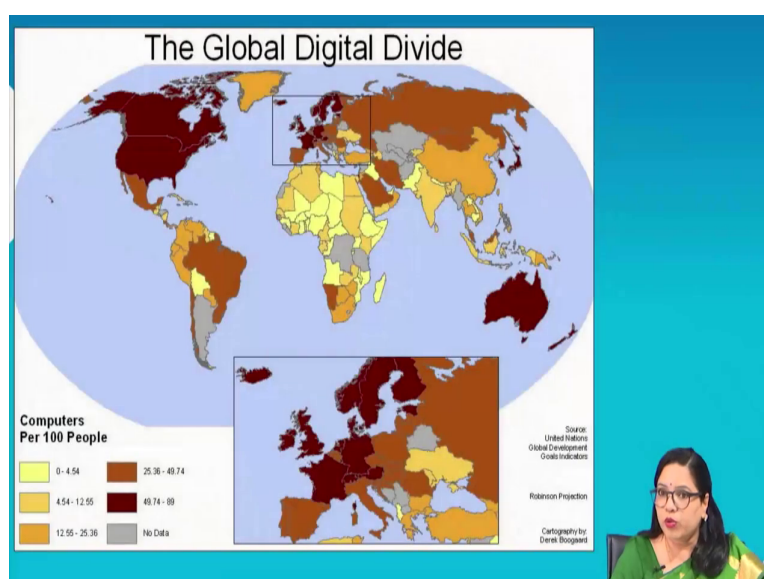 The Global Digital Divide
Computers
Per 100 People
0 - 4.54
25.36 - 49.74
4.54 - 12.55
49.74 - 89
12.55 - 25.36
No Data
Source:
United Nations
Global Development
Goals Indicators
Robinson Projection
Cartography by:
Derek Boogaard